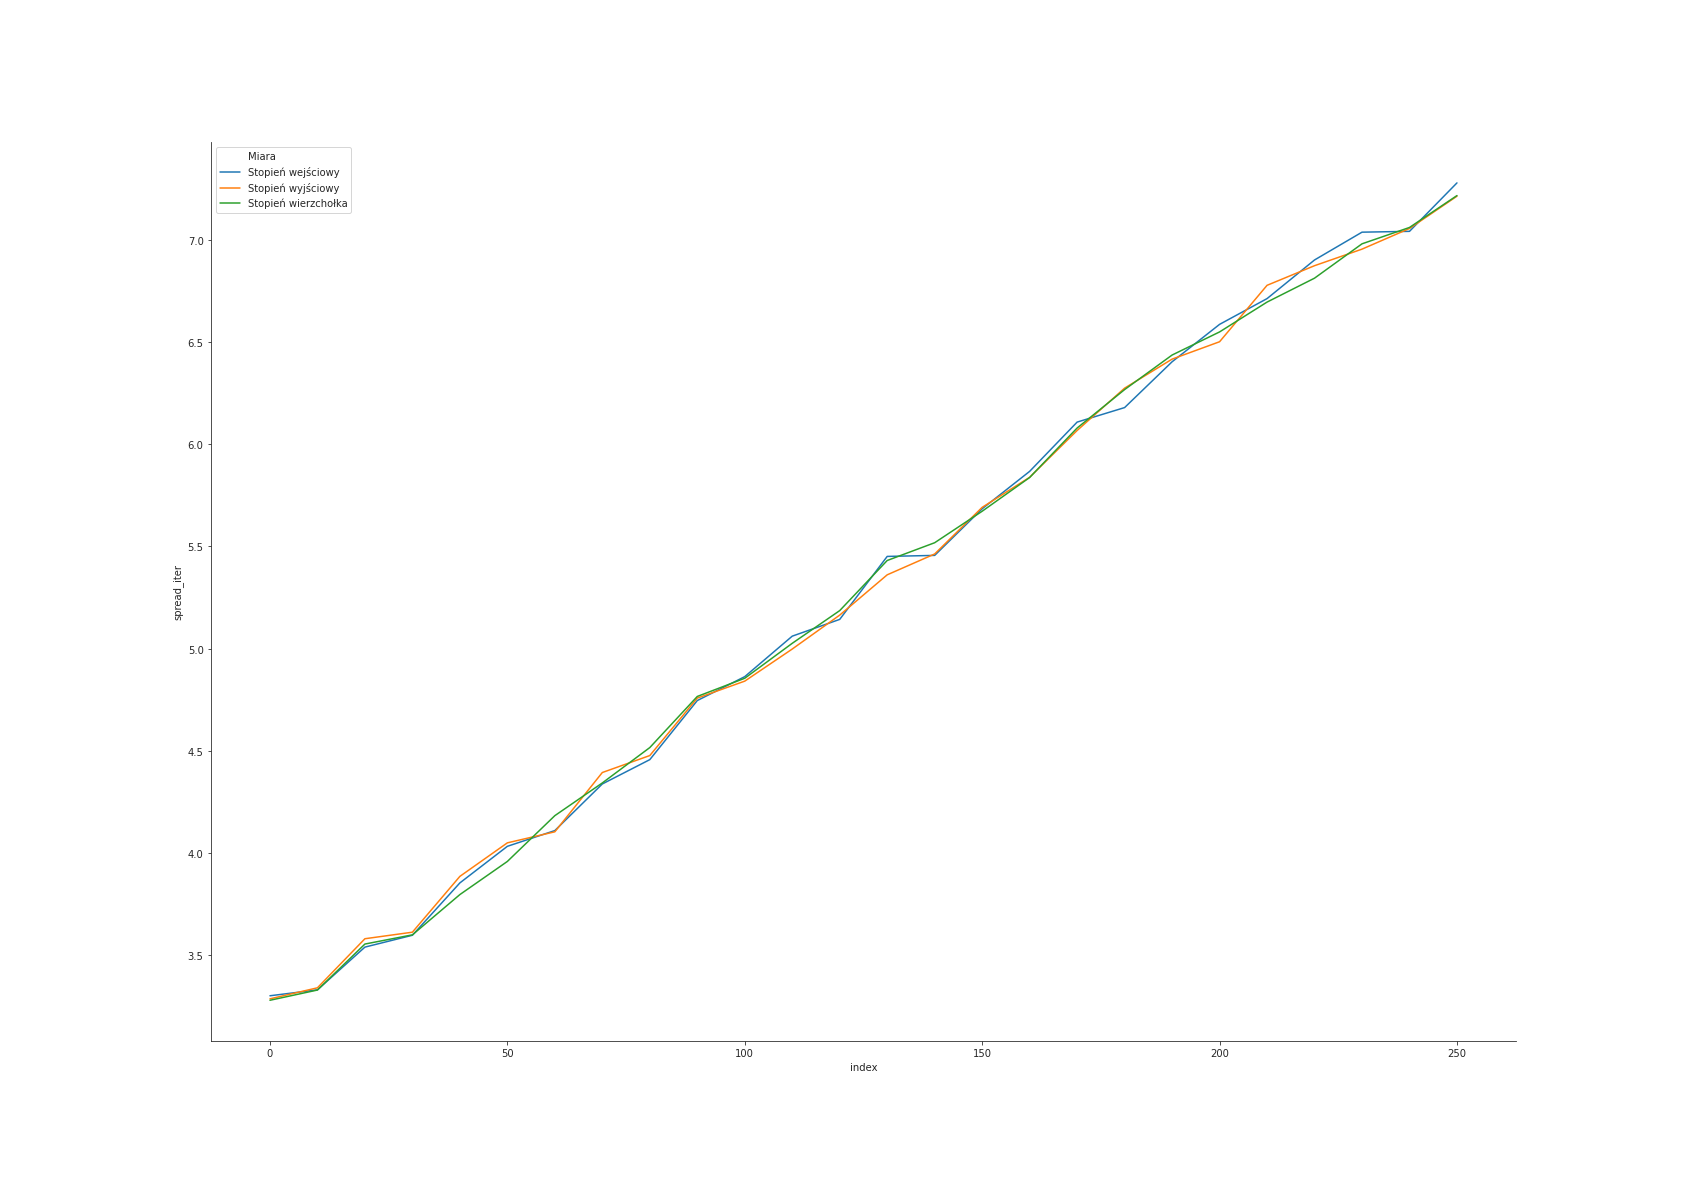 Miara
Stopień wejściowy
Stopień wyjściowy
Stopień wierzchołka
7.0
6.5
6.0
5.5
5.0
4.5
4.0
3.5
spread_iter
0 50 100 150 200 250
index